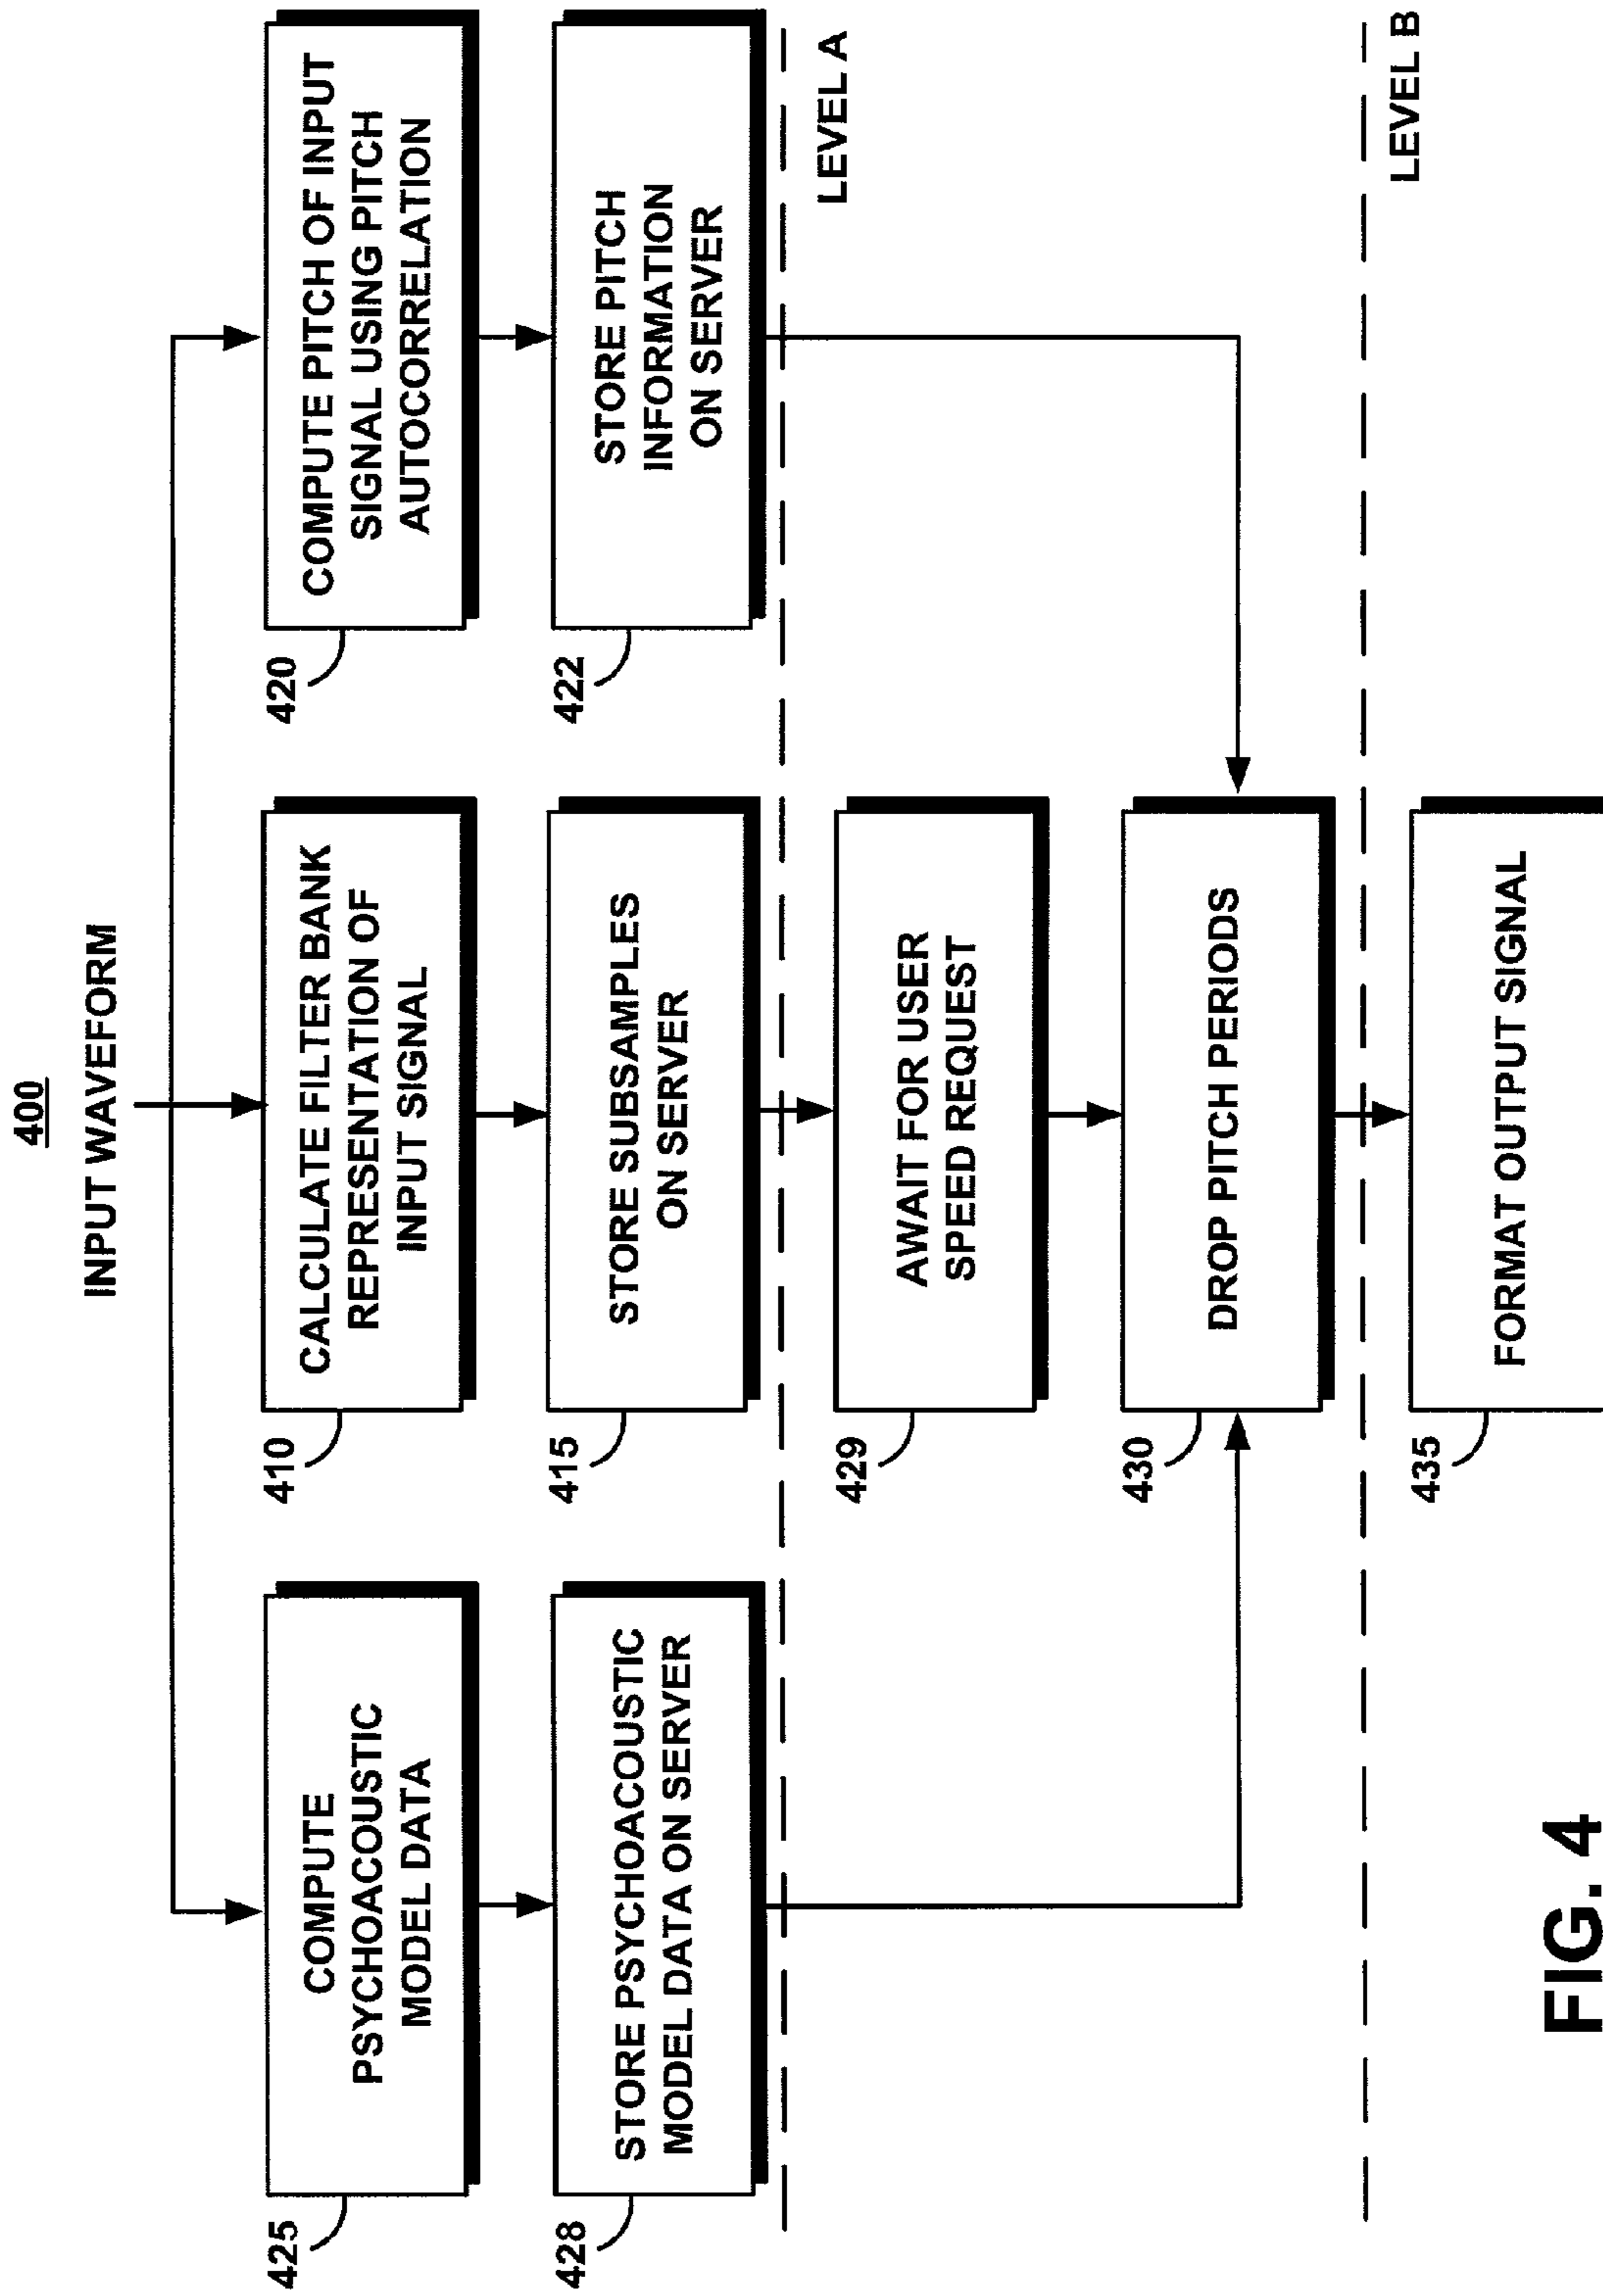 400
INPUT WAVEFORM
425
COMPUTE
PSYCHOACOUSTIC
MODEL DATA
410
CALCULATE FILTER BANK
REPRESENTATION OF
INPUT SIGNAL
420
COMPUTE PITCH OF INPUT
SIGNAL USING PITCH
AUTOCORRELATION
428
STORE PSYCHOACOUSTIC
MODEL DATA ON SERVER
415
STORE SUBSAMPLES
ON SERVER
422
STORE PITCH
INFORMATION
ON SERVER
LEVEL A
429
AWAIT FOR USER
SPEED REQUEST
430
DROP PITCH PERIODS
LEVEL B
435
FORMAT OUTPUT SIGNAL
FIG. 4